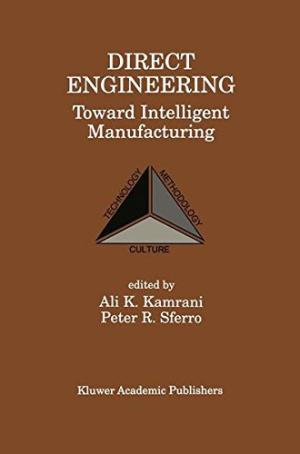 DIRECT
ENGINEERING
Toward Intelligent
Manufacturing
TECHNOLOGY
METHODOLOGY
CULTURE
edited by
Ali K. Kamrani
Peter R. Sferro
Kluwer Academic Publishers